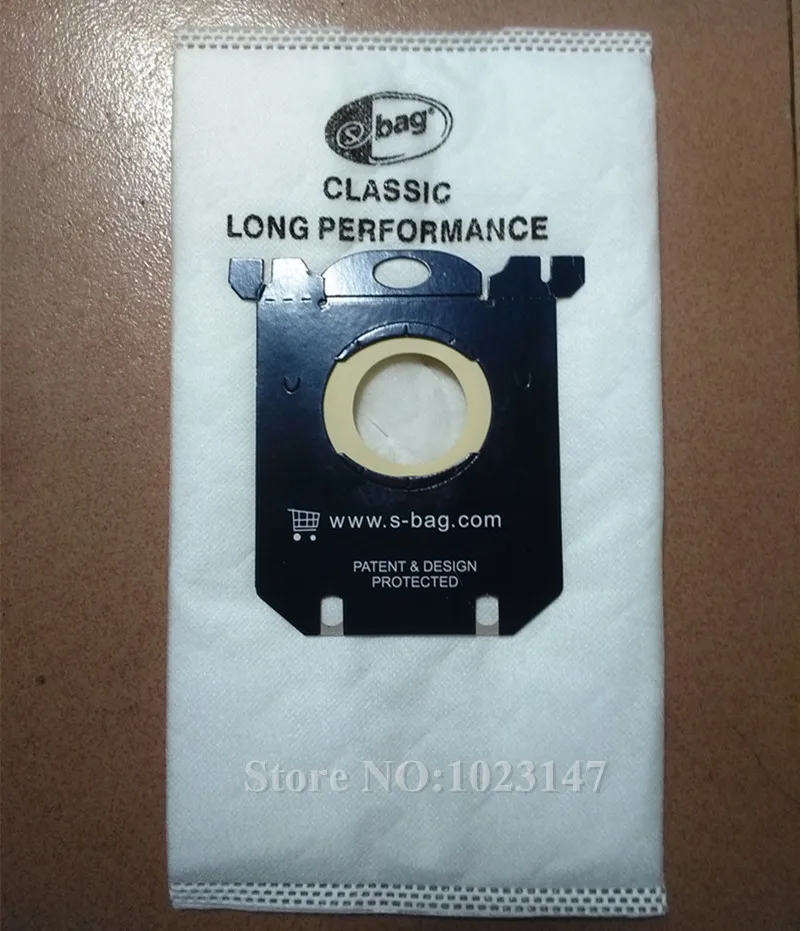 s-bag®
CLASSIC
LONG PERFORMANCE
www.s-bag.com
PATENT & DESIGN
PROTECTED
Store NO:1023147